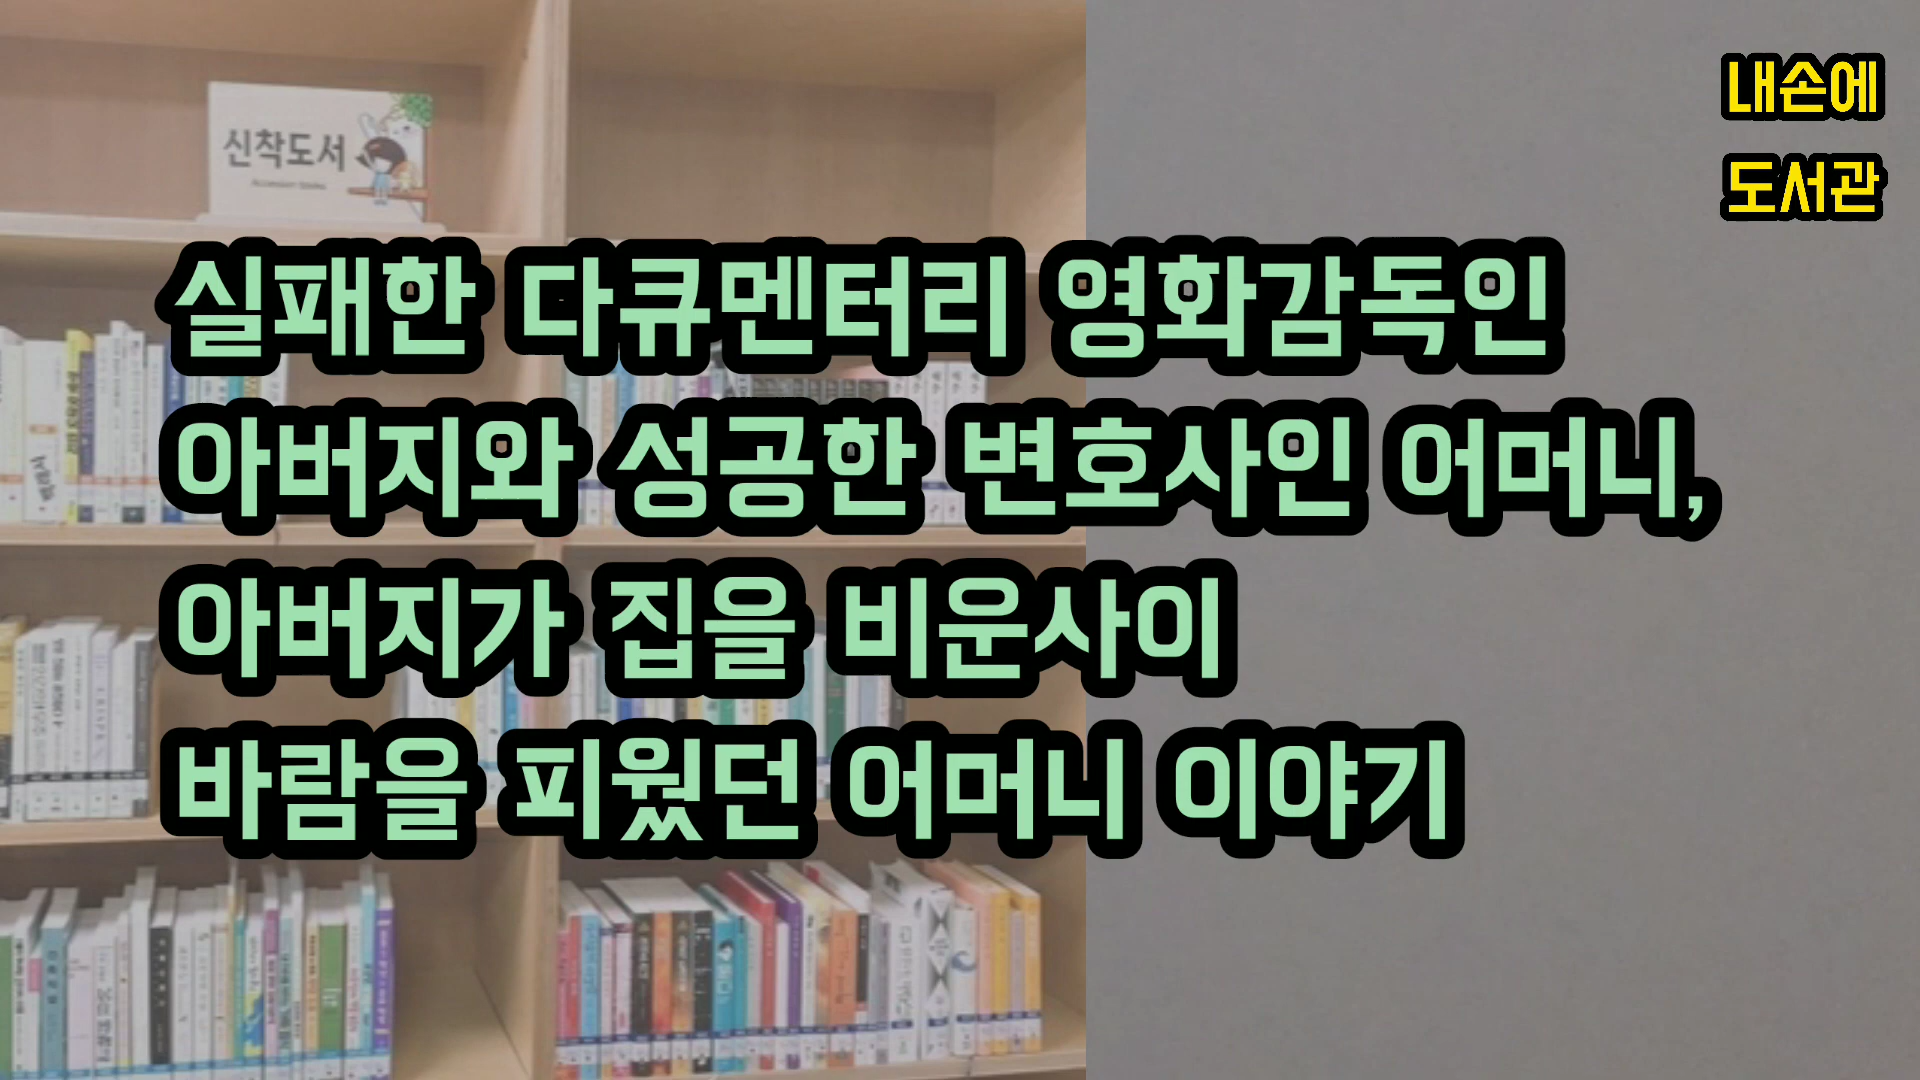 내손에
도서관
신착도서
실패한 다큐멘터리 영화감독인
아버지와 성공한 변호사인 어머니,
아버지가 집을 비운사이
바람을 피웠던 어머니 이야기